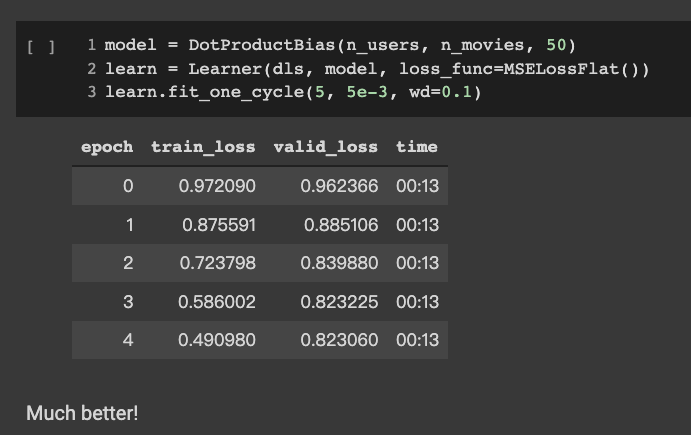 [ ] 1 model = DotProductBias(n_users, n_movies, 50)
2 learn = Learner(dls, model, loss_func=MSELossFlat())
3 learn.fit_one_cycle(5, 5e-3, wd=0.1)
epoch train_loss valid_loss time
0 0.972090 0.962366 00:13
1 0.875591 0.885106 00:13
2 0.723798 0.839880 00:13
3 0.586002 0.823225 00:13
4 0.490980 0.823060 00:13
Much better!